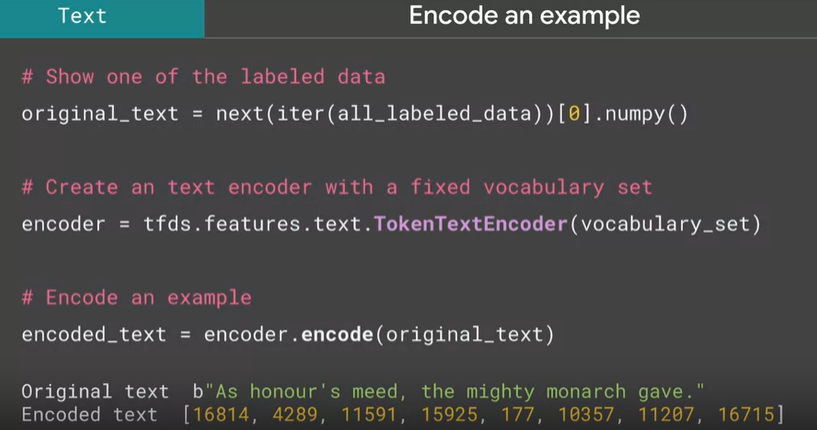 Text
Encode an example
# Show one of the labeled data
original_text = next(iter(all_labeled_data))[0].numpy()
# Create an text encoder with a fixed vocabulary set
encoder = tfds.features.text.TokenTextEncoder(vocabulary_set)
# Encode an example
encoded_text = encoder.encode(original_text)
Original text b"As honour's meed, the mighty monarch gave."
Encoded text [16814, 4289, 11591, 15925, 177, 10357, 11207, 16715]